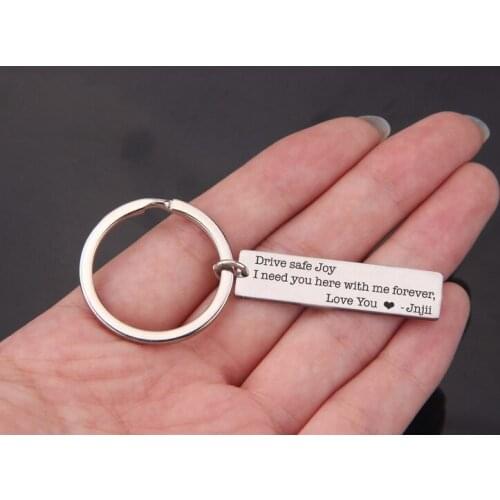 Drive safe Joy
I need you here with me forever,
Love You ❤ -Jnjii